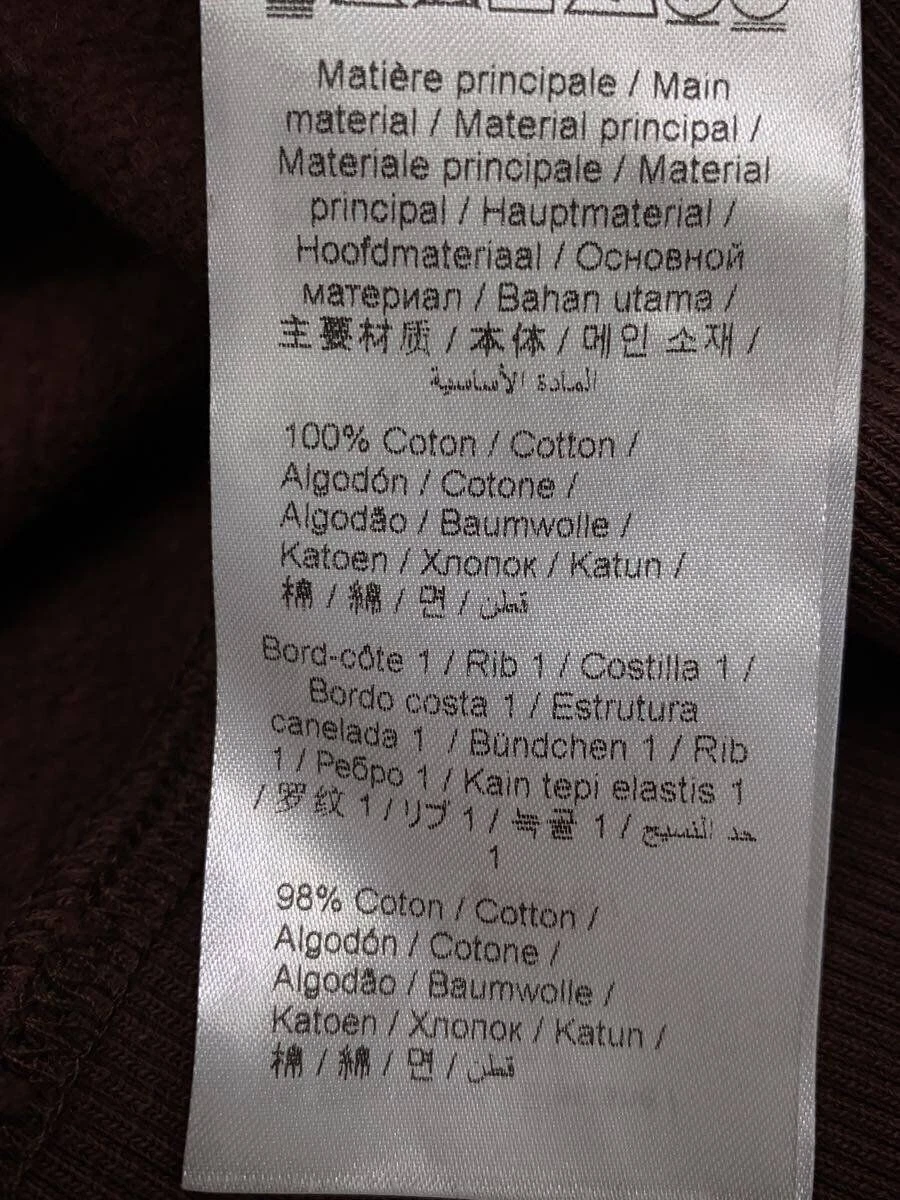 Matière principale / Main
material / Material principal /
Materiale principale / Material
principal / Hauptmaterial /
Hoofdmateriaal / Основной
материал / Bahan utama /
主要材质 / 本体 / 메인 소재 /
المادة الأساسية
100% Coton / Cotton /
Algodón / Cotone /
Algodão / Baumwolle /
Katoen / Хлопок / Katun /
棉 / 綿 / 면 / قطن
Bord-côte 1 / Rib 1 / Costilla 1 /
Bordo costa 1 / Estrutura
canelada 1 / Bündchen 1 / Rib
1 / Ребро 1 / Kain tepi elastis 1
/ 罗纹 1 / リブ 1 / 녹골 1 / حد النسيج
1
98% Coton / Cotton /
Algodón / Cotone /
Algodão / Baumwolle /
Katoen / Хлопок / Katun /
棉 / 綿 / 면 / قطن